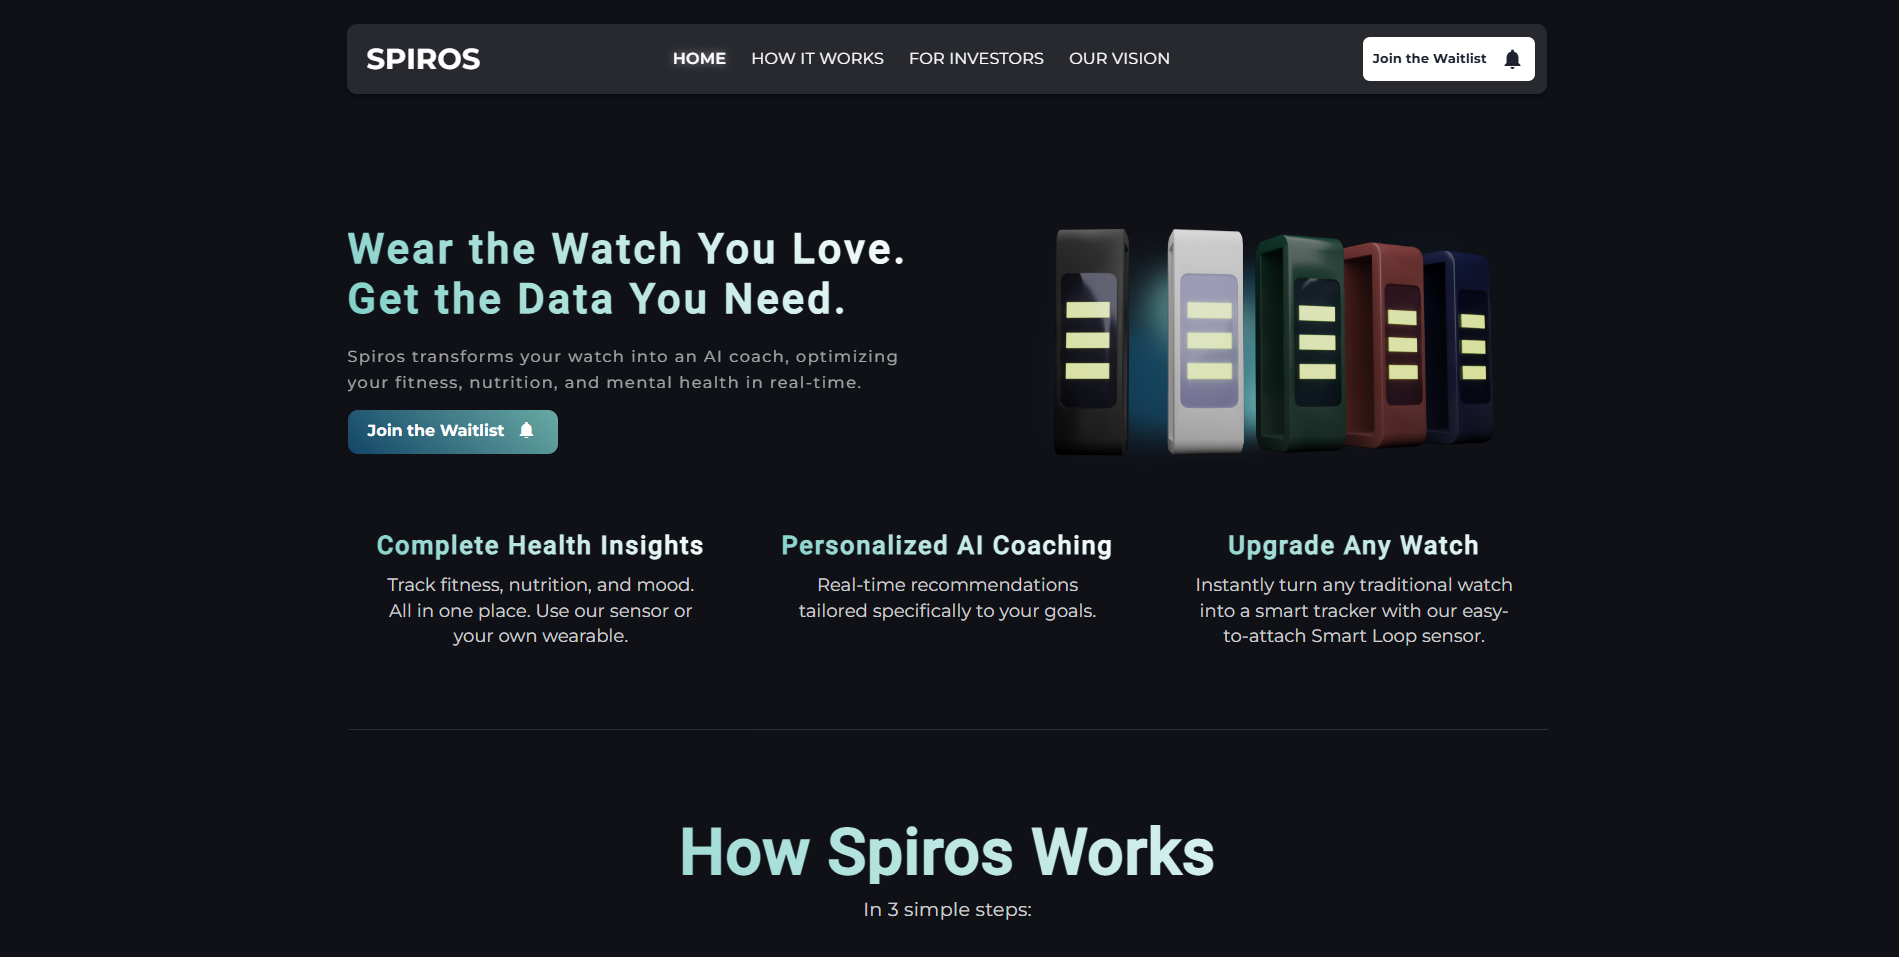 SPIROS
HOME
HOW IT WORKS
FOR INVESTORS
OUR VISION
Join the Waitlist
Wear the Watch You Love.
Get the Data You Need.
Spiros transforms your watch into an AI coach, optimizing
your fitness, nutrition, and mental health in real-time.
Join the Waitlist
Complete Health Insights
Track fitness, nutrition, and mood.
All in one place. Use our sensor or
your own wearable.
Personalized AI Coaching
Real-time recommendations
tailored specifically to your goals.
Upgrade Any Watch
Instantly turn any traditional watch
into a smart tracker with our easy-
to-attach Smart Loop sensor.
How Spiros Works
In 3 simple steps: